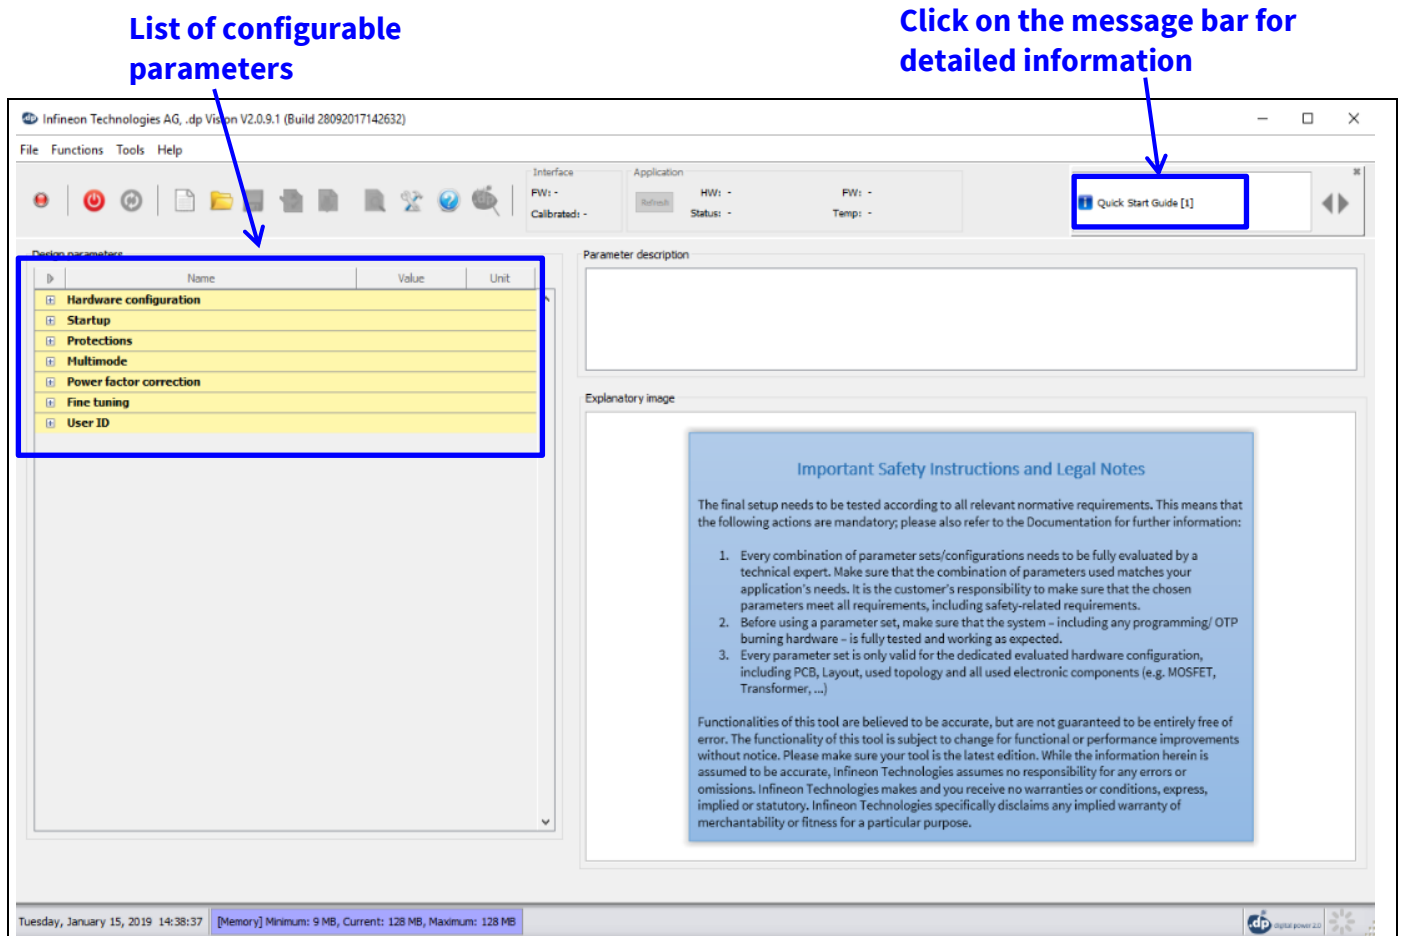 List of configurable
parameters
Click on the message bar for
detailed information
Infineon Technologies AG, .dp Vision V2.0.9.1 (Build 28092017142632)
File Functions Tools Help
Interface
FW: -
Calibrated: -
Application
Refresh
HW: -
FW: -
Status: -
Temp: -
Quick Start Guide [1]
Design parameters
Name Value Unit
Hardware configuration
Startup
Protections
Multimode
Power factor correction
Fine tuning
User ID
Parameter description
Explanatory image
Important Safety Instructions and Legal Notes
The final setup needs to be tested according to all relevant normative requirements. This means that
the following actions are mandatory; please also refer to the Documentation for further information:
1. Every combination of parameter sets/configurations needs to be fully evaluated by a
technical expert. Make sure that the combination of parameters used matches your
application's needs. It is the customer's responsibility to make sure that the chosen
parameters meet all requirements, including safety-related requirements.
2. Before using a parameter set, make sure that the system – including any programming/ OTP
burning hardware – is fully tested and working as expected.
3. Every parameter set is only valid for the dedicated evaluated hardware configuration,
including PCB, Layout, used topology and all used electronic components (e.g. MOSFET,
Transformer, ...)
Functionalities of this tool are believed to be accurate, but are not guaranteed to be entirely free of
error. The functionality of this tool is subject to change for functional or performance improvements
without notice. Please make sure your tool is the latest edition. While the information herein is
assumed to be accurate, Infineon Technologies assumes no responsibility for any errors or
omissions. Infineon Technologies makes and you receive no warranties or conditions, express,
implied or statutory. Infineon Technologies specifically disclaims any implied warranty of
merchantability or fitness for a particular purpose.
Tuesday, January 15, 2019 14:38:37
[Memory] Minimum: 9 MB, Current: 128 MB, Maximum: 128 MB
.dp digital power 2.0